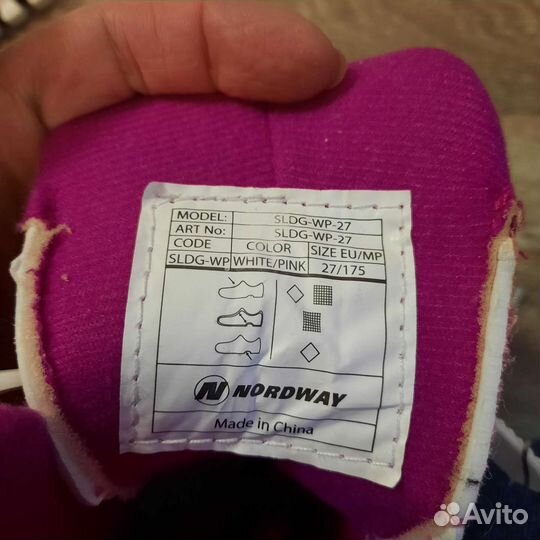 MODEL: SLDG-WP-27
ART No: SLDG-WP-27
CODE COLOR SIZE EU/MP
SLDG-WP WHITE/PINK 27/175
N NORDWAY
Made in China
Avito